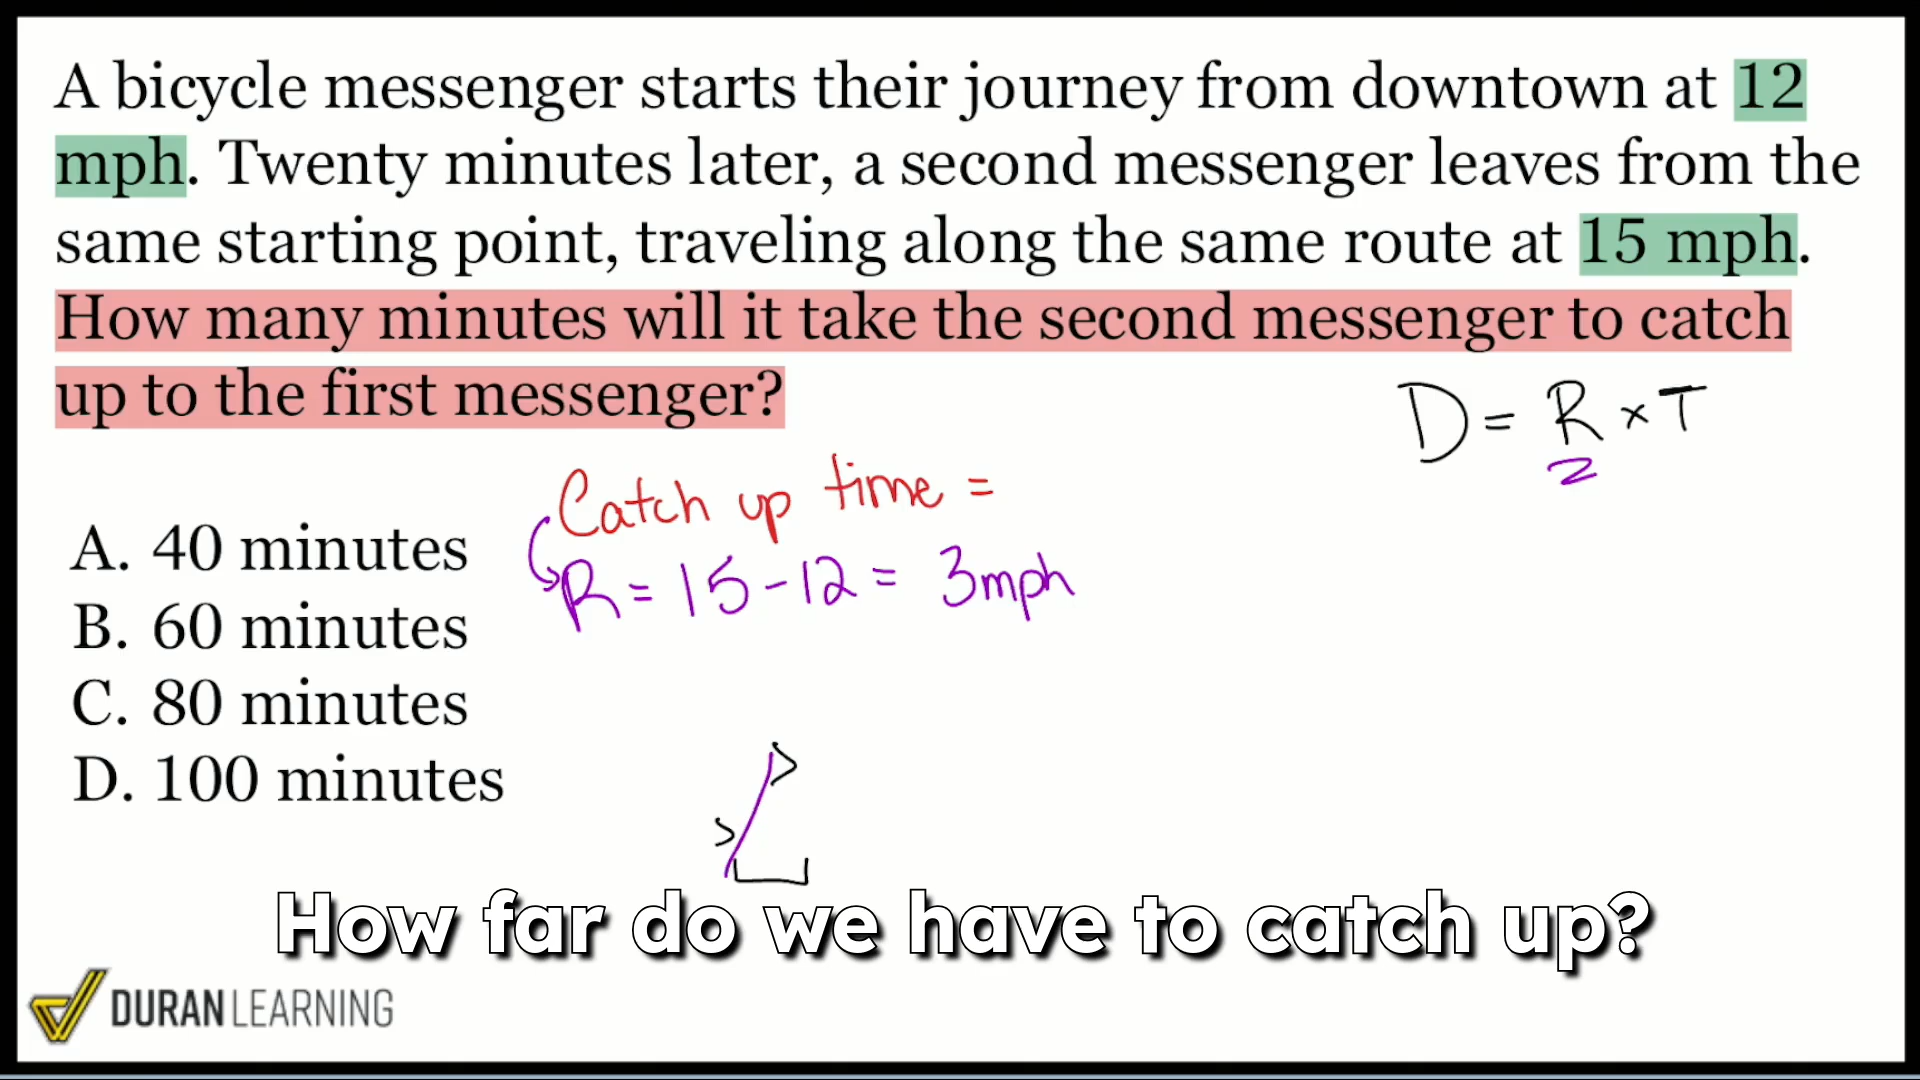 A bicycle messenger starts their journey from downtown at 12
mph. Twenty minutes later, a second messenger leaves from the
same starting point, traveling along the same route at 15 mph.
How many minutes will it take the second messenger to catch
up to the first messenger?
D = R × T
Catch up time =
R = 15 - 12 = 3mph
A. 40 minutes
B. 60 minutes
C. 80 minutes
D. 100 minutes
How far do we have to catch up?
DURAN LEARNING